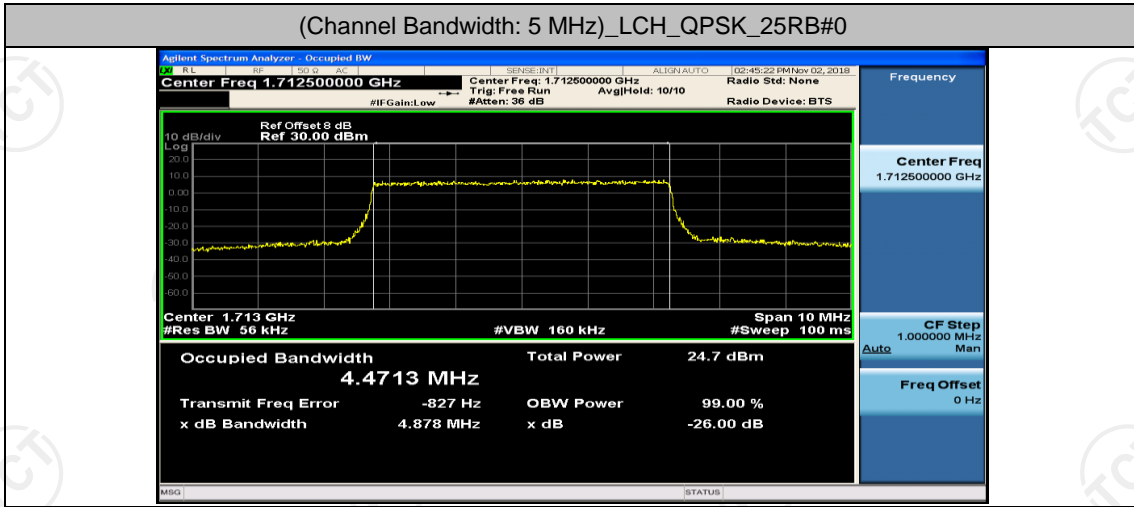 (Channel Bandwidth: 5 MHz)_LCH_QPSK_25RB#0
Agilent Spectrum Analyzer - Occupied BW
LXI RL RF 50 Ω AC SENSE:INT ALIGN AUTO 02:45:22 PM Nov 02, 2018
Center Freq 1.712500000 GHz Center Freq: 1.712500000 GHz Radio Std: None
Trig: Free Run Avg|Hold: 10/10
#IFGain:Low #Atten: 36 dB Radio Device: BTS
Frequency
Ref Offset 8 dB
10 dB/div Ref 30.00 dBm
Log
20.0
10.0
0.00
-10.0
-20.0
-30.0
-40.0
-50.0
-60.0
Center Freq
1.712500000 GHz
Center 1.713 GHz Span 10 MHz
#Res BW 56 kHz #VBW 160 kHz #Sweep 100 ms
CF Step
1.000000 MHz
Auto Man
Occupied Bandwidth Total Power 24.7 dBm
4.4713 MHz
Freq Offset
0 Hz
Transmit Freq Error -827 Hz OBW Power 99.00 %
x dB Bandwidth 4.878 MHz x dB -26.00 dB
MSG STATUS
TCT
TCT
TCT
TCT